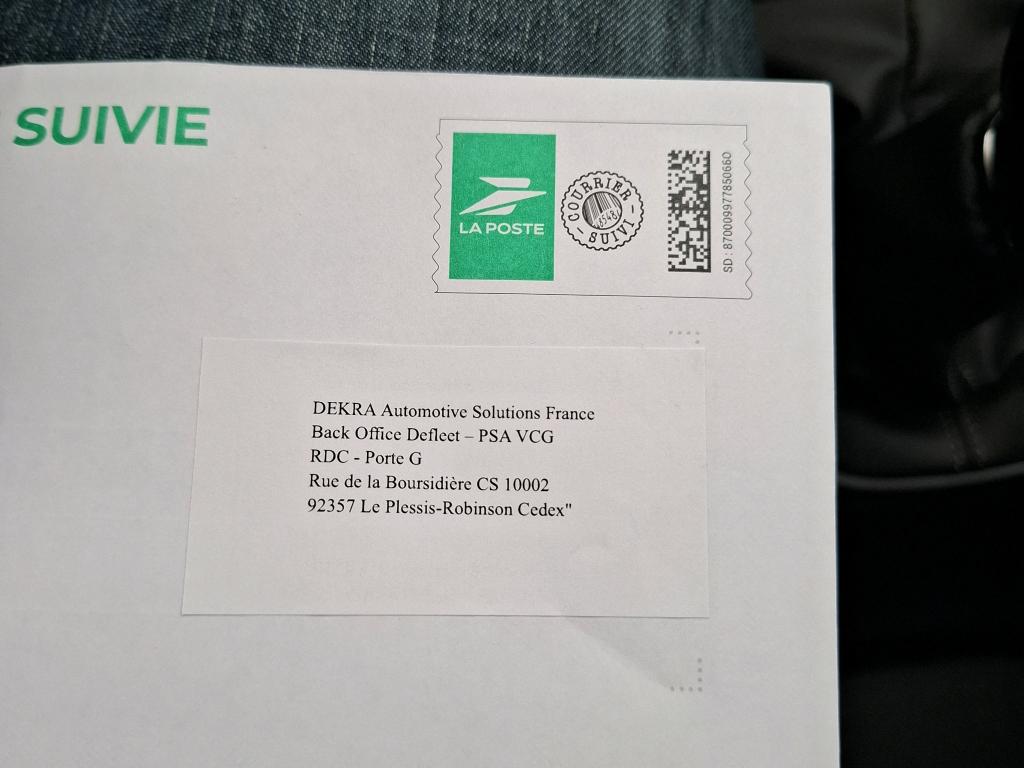 SUIVIE
LA POSTE
COURRIER
SUIVI
SD : 87000997785066O
DEKRA Automotive Solutions France
Back Office Defleet – PSA VCG
RDC - Porte G
Rue de la Boursidière CS 10002
92357 Le Plessis-Robinson Cedex"